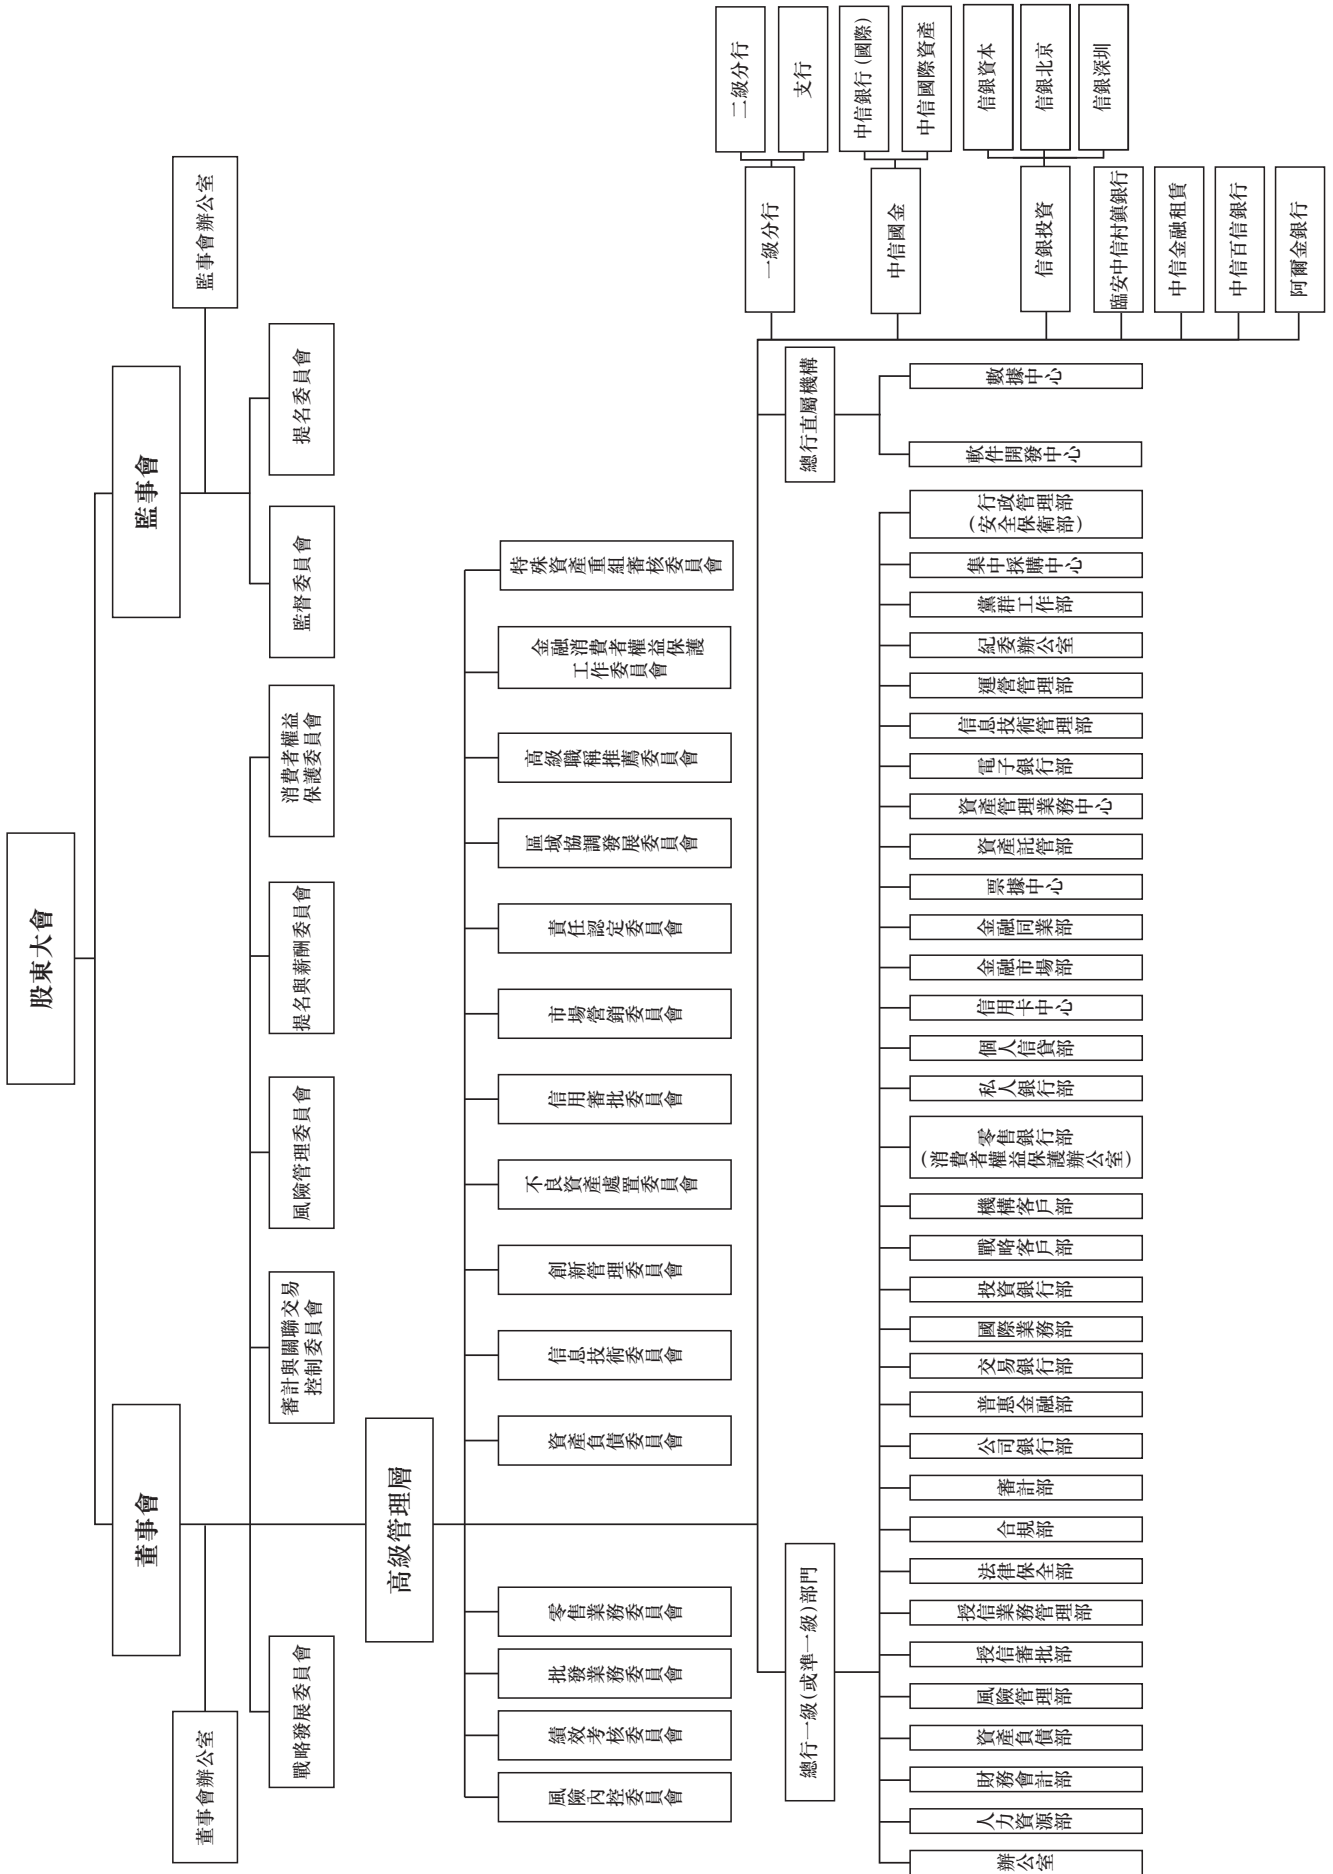 股東大會
董事會
監事會
董事會辦公室
監事會辦公室
戰略發展委員會
審計與關聯交易
控制委員會
風險管理委員會
提名與薪酬委員會
消費者權益
保護委員會
監督委員會
提名委員會
高級管理層
風險內控委員會
績效考核委員會
批發業務委員會
零售業務委員會
資產負債委員會
信息技術委員會
創新管理委員會
不良資產處置委員會
信用審批委員會
市場營銷委員會
責任認定委員會
區域協調發展委員會
高級職稱推薦委員會
金融消費者權益保護
工作委員會
特殊資產重組審核委員會
總行一級(或準一級)部門
總行直屬機構
辦公室
人力資源部
財務會計部
資產負債部
風險管理部
授信審批部
授信業務管理部
法律保全部
合規部
審計部
公司銀行部
普惠金融部
交易銀行部
國際業務部
投資銀行部
戰略客戶部
機構客戶部
零售銀行部
(消費者權益保護辦公室)
私人銀行部
個人信貸部
信用卡中心
金融市場部
金融同業部
票據中心
資產託管部
資產管理業務中心
電子銀行部
信息技術管理部
運營管理部
紀委辦公室
黨群工作部
集中採購中心
行政管理部
(安全保衛部)
軟件開發中心
數據中心
一級分行
二級分行
支行
中信國金
中信銀行(國際)
中信國際資產
信銀投資
信銀資本
信銀北京
信銀深圳
臨安中信村鎮銀行
中信金融租賃
中信百信銀行
阿爾金銀行